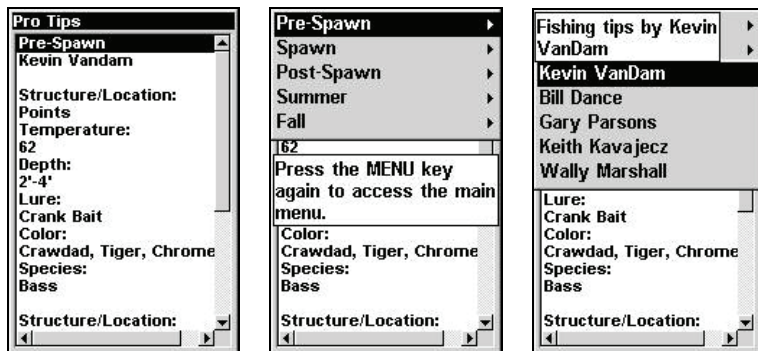 Pro Tips
Pre-Spawn
Kevin Vandam
Structure/Location:
Points
Temperature:
62
Depth:
2'-4'
Lure:
Crank Bait
Color:
Crawdad, Tiger, Chrome
Species:
Bass
Structure/Location:
Pre-Spawn
Spawn
Post-Spawn
Summer
Fall
62
Press the MENU key
again to access the main
menu.
Color:
Crawdad, Tiger, Chrome
Species:
Bass
Structure/Location:
Fishing tips by Kevin
VanDam
Kevin VanDam
Bill Dance
Gary Parsons
Keith Kavajecz
Wally Marshall
Lure:
Crank Bait
Color:
Crawdad, Tiger, Chrome
Species:
Bass
Structure/Location: